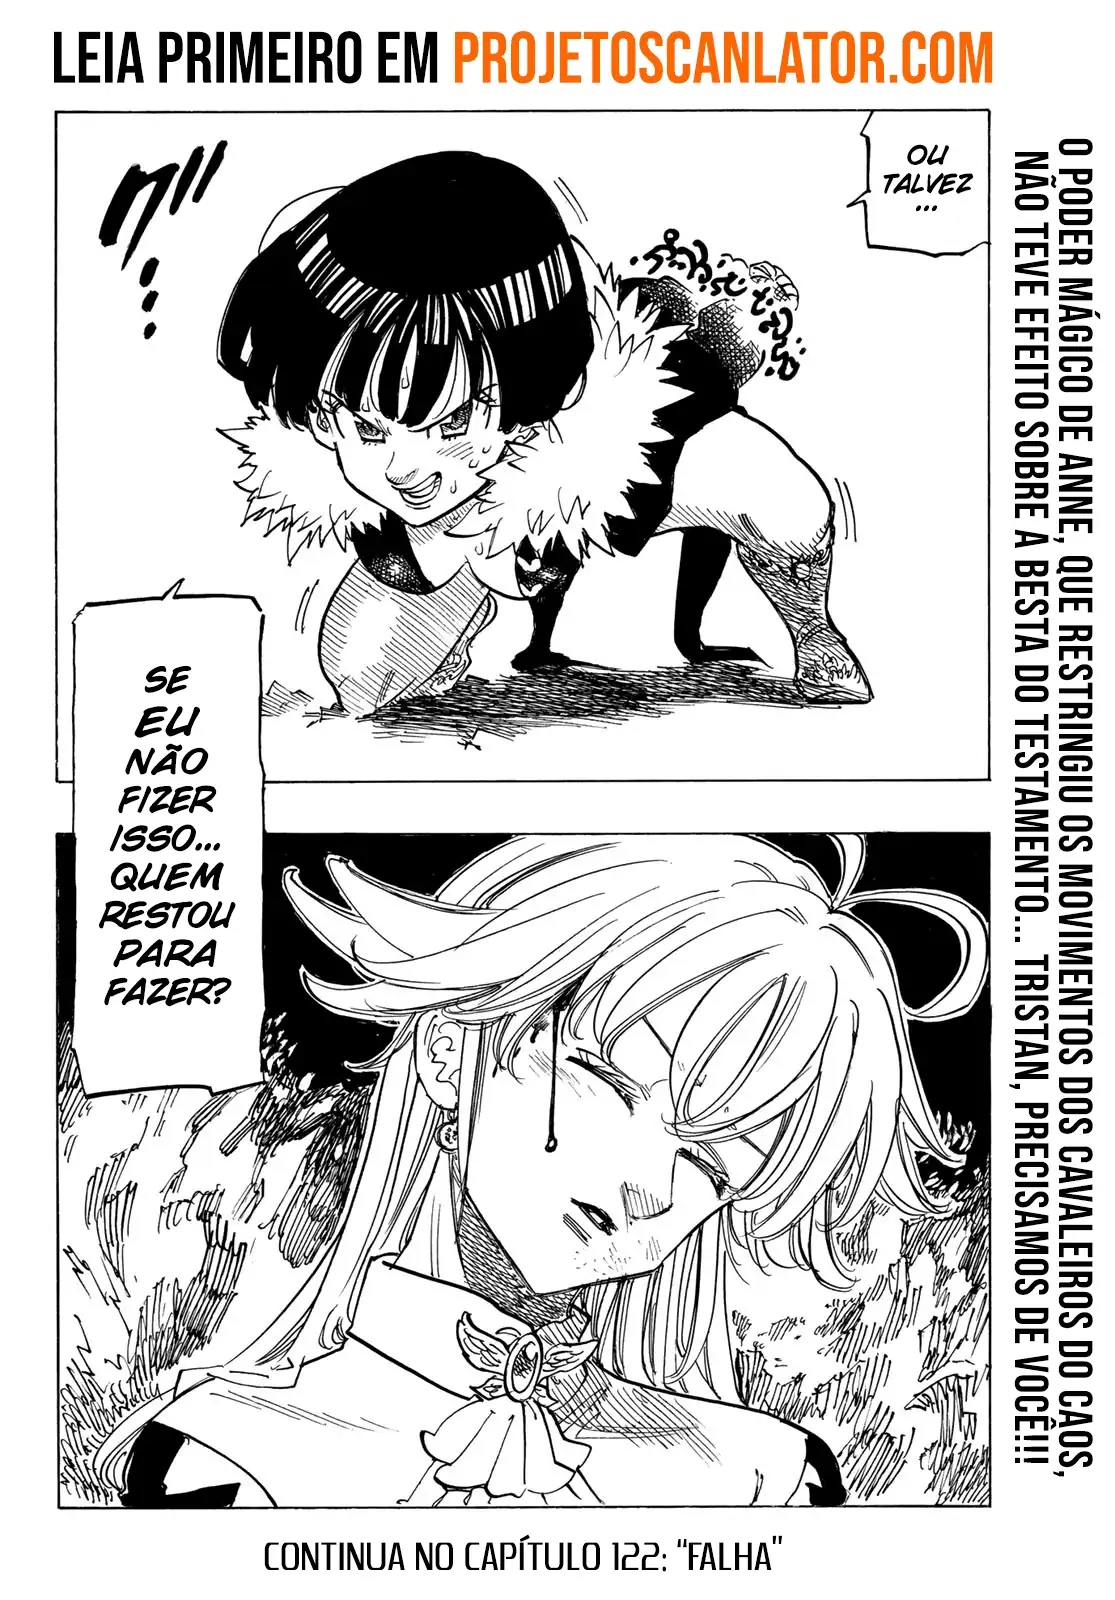 LEIA PRIMEIRO EM PROJETOSCANLATOR.COM
OU
TALVEZ
...
O PODER MÁGICO DE ANNE, QUE RESTRINGIU OS MOVIMENTOS DOS CAVALEIROS DO CAOS,
NÃO TEVE EFEITO SOBRE A BESTA DO TESTAMENTO... TRISTAN, PRECISAMOS DE VOCÊ!!!
SE
EU
NÃO
FIZER
ISSO...
QUEM
RESTOU
PARA
FAZER?
CONTINUA NO CAPÍTULO 122: “FALHA”